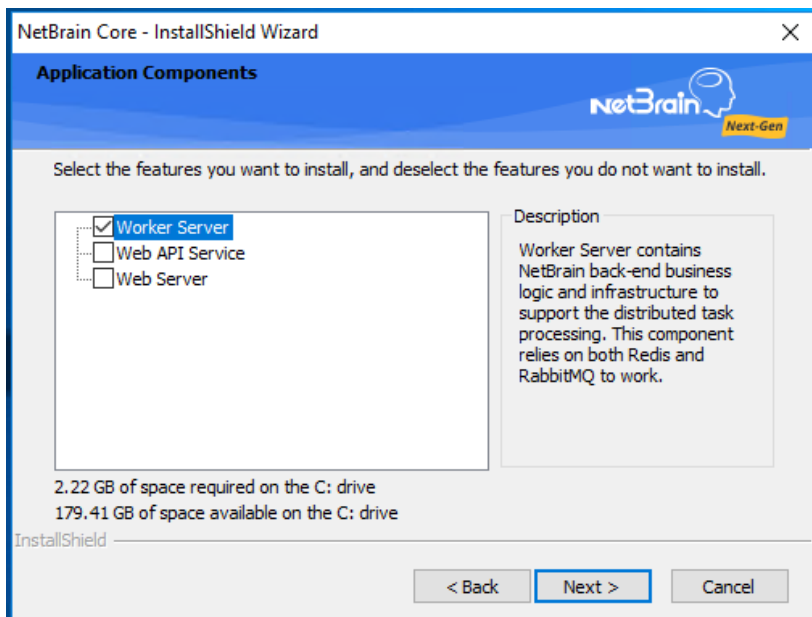 NetBrain Core - InstallShield Wizard
Application Components
NetBrain
Next-Gen
Select the features you want to install, and deselect the features you do not want to install.
Worker Server
Web API Service
Web Server
Description
Worker Server contains
NetBrain back-end business
logic and infrastructure to
support the distributed task
processing. This component
relies on both Redis and
RabbitMQ to work.
2.22 GB of space required on the C: drive
179.41 GB of space available on the C: drive
InstallShield
< Back
Next >
Cancel